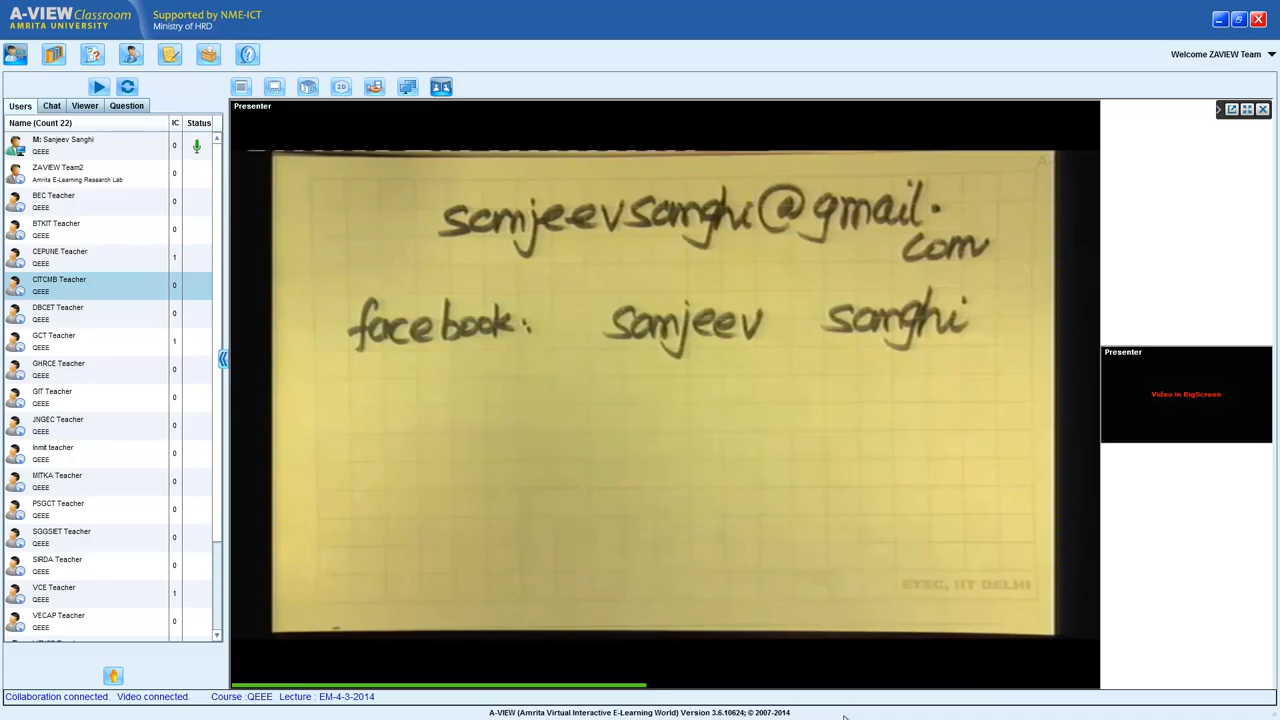 A-VIEW Classroom
AMRITA UNIVERSITY
Supported by NME-ICT
Ministry of HRD
Welcome ZAVIEW Team
Users Chat Viewer Question
Name (Count 22) IC Status
M: Sanjeev Sanghi
QEEE 0
ZAVIEW Team2
Amrita E-Learning Research Lab 0
BEC Teacher
QEEE 0
BTKIT Teacher
QEEE 0
CEPUNE Teacher
QEEE 1
CITCMB Teacher
QEEE 0
DBCET Teacher
QEEE 0
GCT Teacher
QEEE 1
GHRCE Teacher
QEEE 0
GIT Teacher
QEEE 0
JNGEC Teacher
QEEE 0
Inmit teacher
QEEE 0
MITKA Teacher
QEEE 0
PSGCT Teacher
QEEE 0
SGGSIET Teacher
QEEE 0
SIRDA Teacher
QEEE 0
VCE Teacher
QEEE 1
VECAP Teacher
QEEE 0
2D
Presenter
sanjeevsanghi@gmail.
com
facebook: sanjeev sanghi
ETSC, IIT DELHI
Presenter
Video in BigScreen
Collaboration connected. Video connected. Course :QEEE Lecture : EM-4-3-2014
A-VIEW (Amrita Virtual Interactive E-Learning World) Version 3.6.10624; © 2007-2014